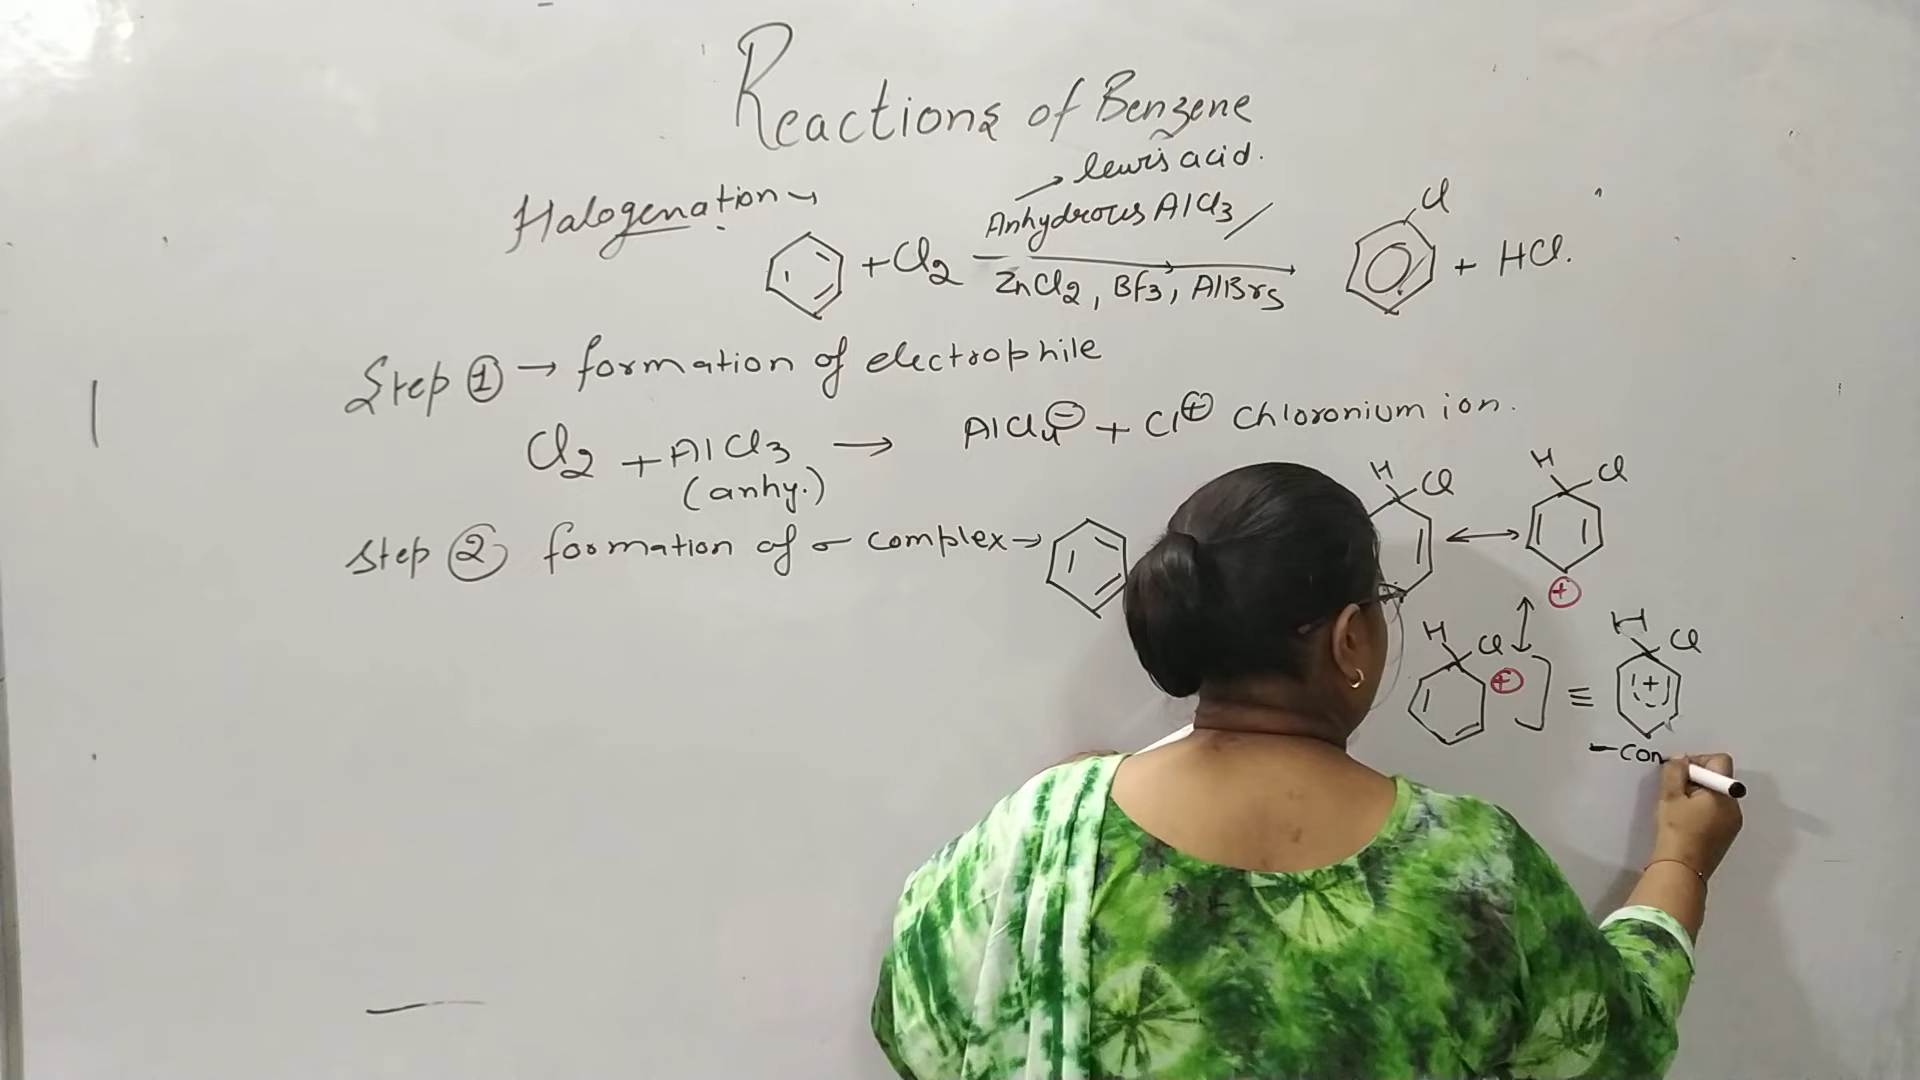 Reactions of Benzene
Halogenation →
→ lewis acid.
Anhydrous AlCl3
+ Cl2 → Cl + HCl.
ZnCl2, BF3, AlBr3
Step ① → formation of electrophile
Cl2 + AlCl3 → AlCl4⊖ + Cl⊕ Chloronium ion.
(anhy.)
Step ② formation of σ complex →
H Cl ↔ H Cl
⊕
H Cl ⊕ ] ≡ H Cl +